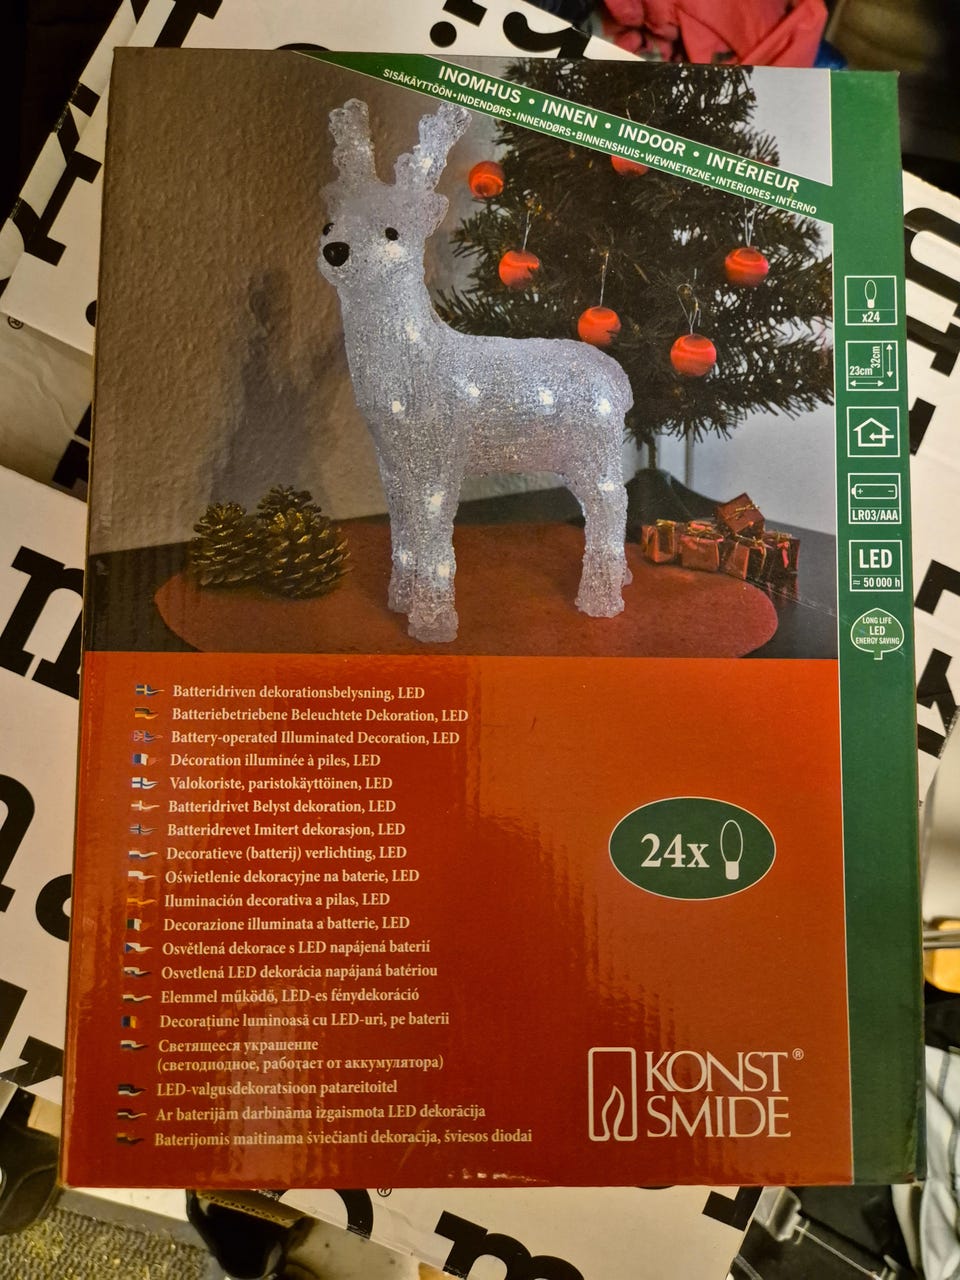 INOMHUS • INNEN • INDOOR • INTÉRIEUR
SISÄKÄYTTÖÖN•INDENDØRS•INNENDØRS•BINNENSHUIS•WEWNETRZNE•INTERIORES•INTERNO
x24
23cm
32cm
LR03/AAA
LED
≈ 50 000 h
LONG LIFE
LED
ENERGY SAVING
Batteridriven dekorationsbelysning, LED
Batteriebetriebene Beleuchtete Dekoration, LED
Battery-operated Illuminated Decoration, LED
Décoration illuminée à piles, LED
Valokoriste, paristokäyttöinen, LED
Batteridrivet Belyst dekoration, LED
Batteridrevet Imitert dekorasjon, LED
Decoratieve (batterij) verlichting, LED
Oświetlenie dekoracyjne na baterie, LED
Iluminación decorativa a pilas, LED
Decorazione illuminata a batterie, LED
Osvětlená dekorace s LED napájená baterií
Osvetlená LED dekorácia napájaná batériou
Elemmel működő, LED-es fénydekoráció
Decorațiune luminoasă cu LED-uri, pe baterii
Светящееся украшение
(светодиодное, работает от аккумулятора)
LED-valgusdekoratsioon patareitoitel
Ar baterijām darbināma izgaismota LED dekorācija
Baterijomis maitinama šviečianti dekoracija, šviesos diodai
24x
KONST
SMIDE®